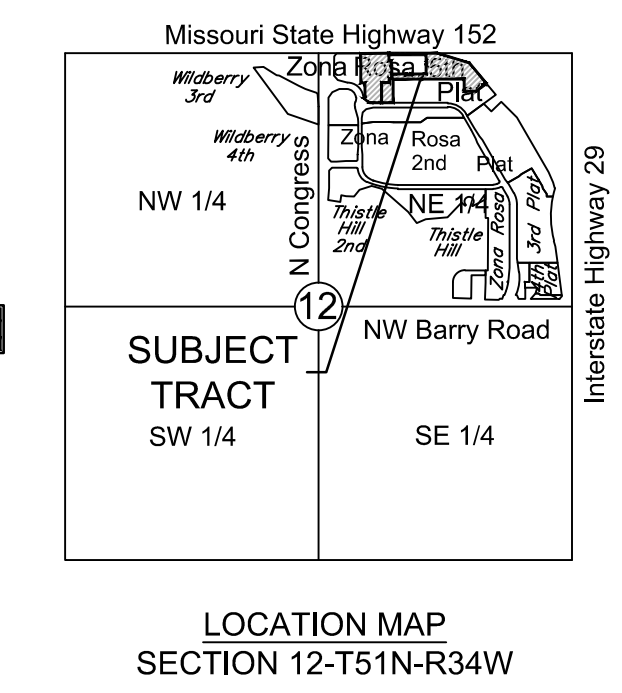 Missouri State Highway 152
Zona Rosa 5th
Plat
Wildberry
3rd
Wildberry
4th
N Congress
Zona Rosa
2nd Plat
NW 1/4
NE 1/4
Thistle
Hill
2nd
Thistle
Hill
Zona Rosa
3rd Plat
4th
Plat
Interstate Highway 29
12
NW Barry Road
SUBJECT
TRACT
SW 1/4
SE 1/4
LOCATION MAP
SECTION 12-T51N-R34W